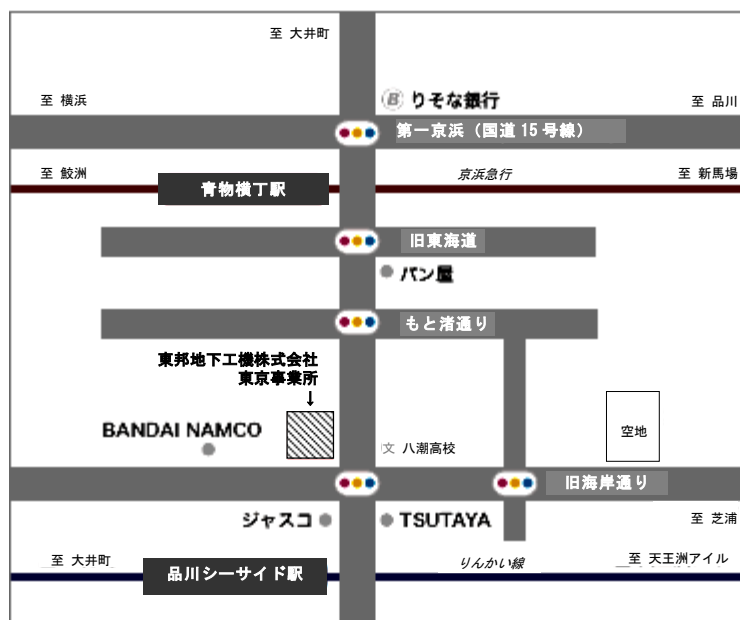 至 大井町
至 横浜
B りそな銀行
至 品川
第一京浜（国道15号線）
至 鮫洲
青物横丁駅
京浜急行
至 新馬場
旧東海道
パン屋
もと渚通り
東邦地下工機株式会社
東京事業所
↓
BANDAI NAMCO
文 八潮高校
空地
旧海岸通り
ジャスコ
TSUTAYA
至 芝浦
至 大井町
品川シーサイド駅
りんかい線
至 天王洲アイル